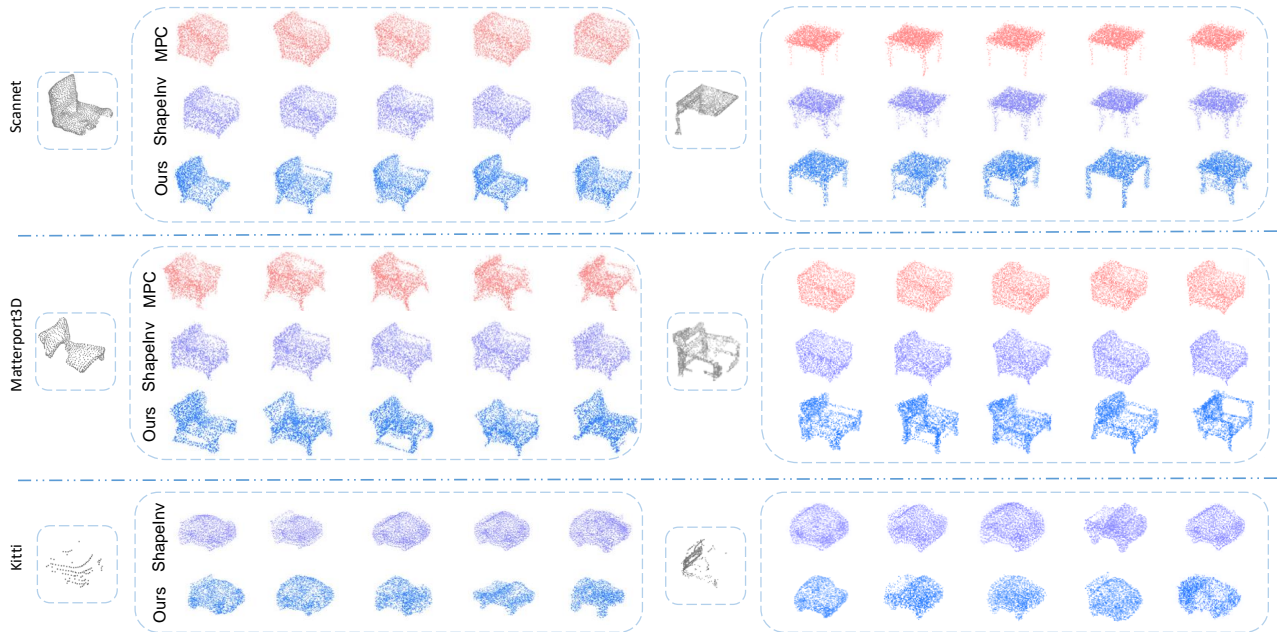 Scannet
MPC
ShapeInv
Ours
Matterport3D
MPC
ShapeInv
Ours
Kitti
ShapeInv
Ours